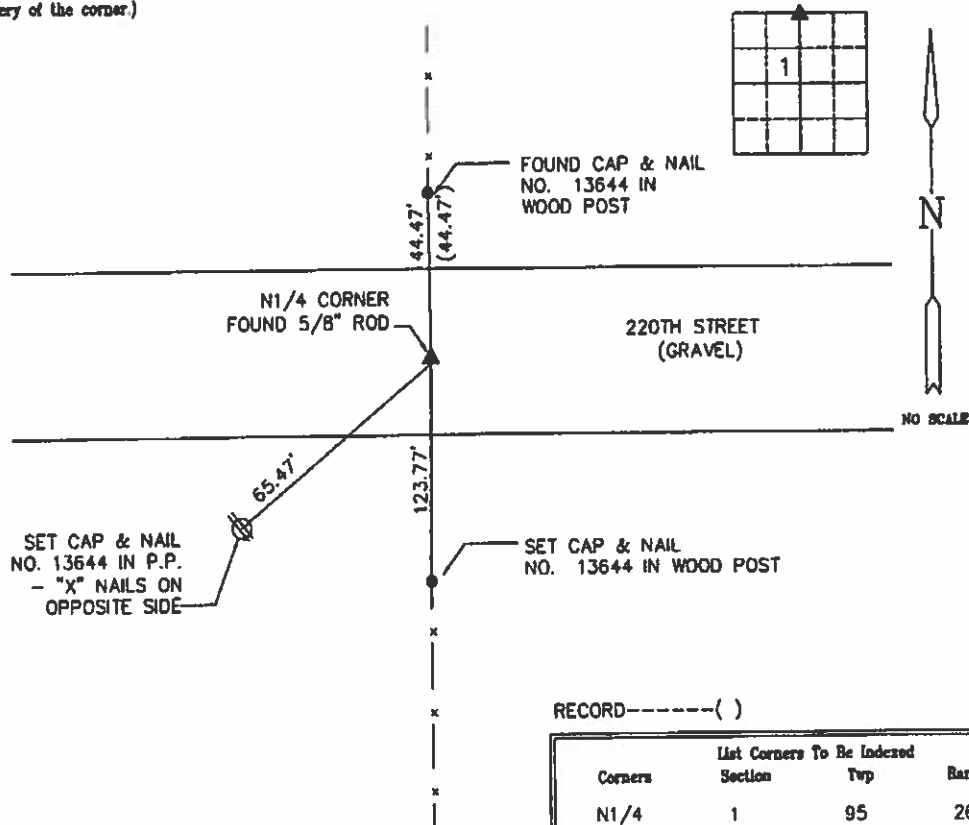 ery of the corner.)
1
FOUND CAP & NAIL
NO. 13644 IN
WOOD POST
44.47'
(44.47')
N
N1/4 CORNER
FOUND 5/8" ROD
220TH STREET
(GRAVEL)
NO SCALE
65.47'
123.77'
SET CAP & NAIL
NO. 13644 IN P.P.
- "X" NAILS ON
OPPOSITE SIDE
SET CAP & NAIL
NO. 13644 IN WOOD POST
RECORD------( )
List Corners To Be Indexed
Corners Section Twp
N1/4 1 95